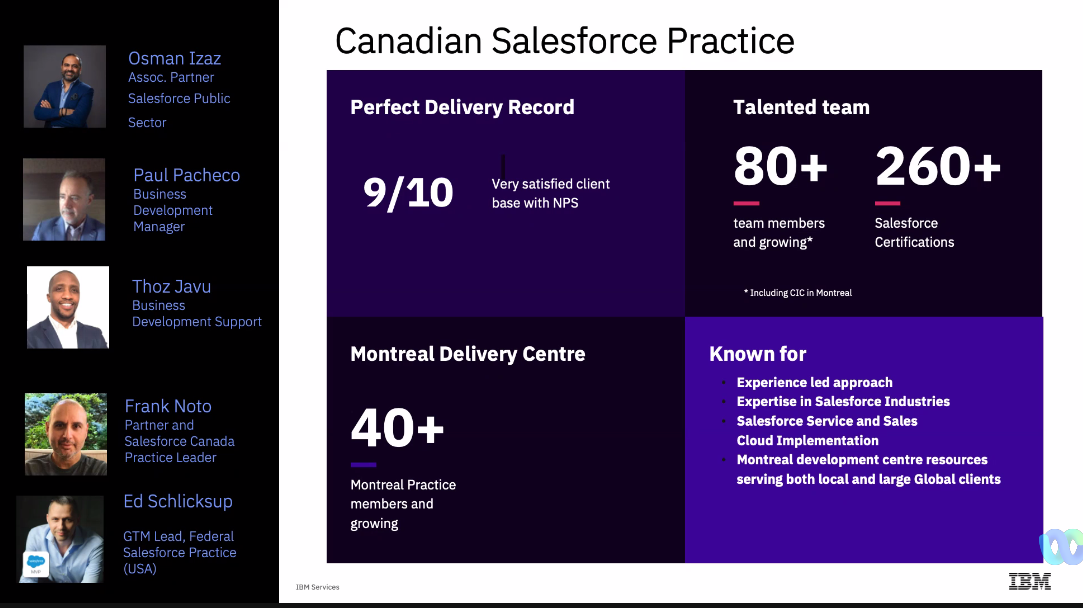 Canadian Salesforce Practice
Osman Izaz
Assoc. Partner
Salesforce Public
Sector
Paul Pacheco
Business
Development
Manager
Thoz Javu
Business
Development Support
Frank Noto
Partner and
Salesforce Canada
Practice Leader
Ed Schlicksup
GTM Lead, Federal
Salesforce Practice
(USA)
salesforce
MVP
Perfect Delivery Record
9/10
Very satisfied client
base with NPS
Talented team
80+
team members
and growing*
260+
Salesforce
Certifications
* Including CIC in Montreal
Montreal Delivery Centre
40+
Montreal Practice
members and
growing
Known for
• Experience led approach
• Expertise in Salesforce Industries
• Salesforce Service and Sales
Cloud Implementation
• Montreal development centre resources
serving both local and large Global clients
IBM Services
IBM